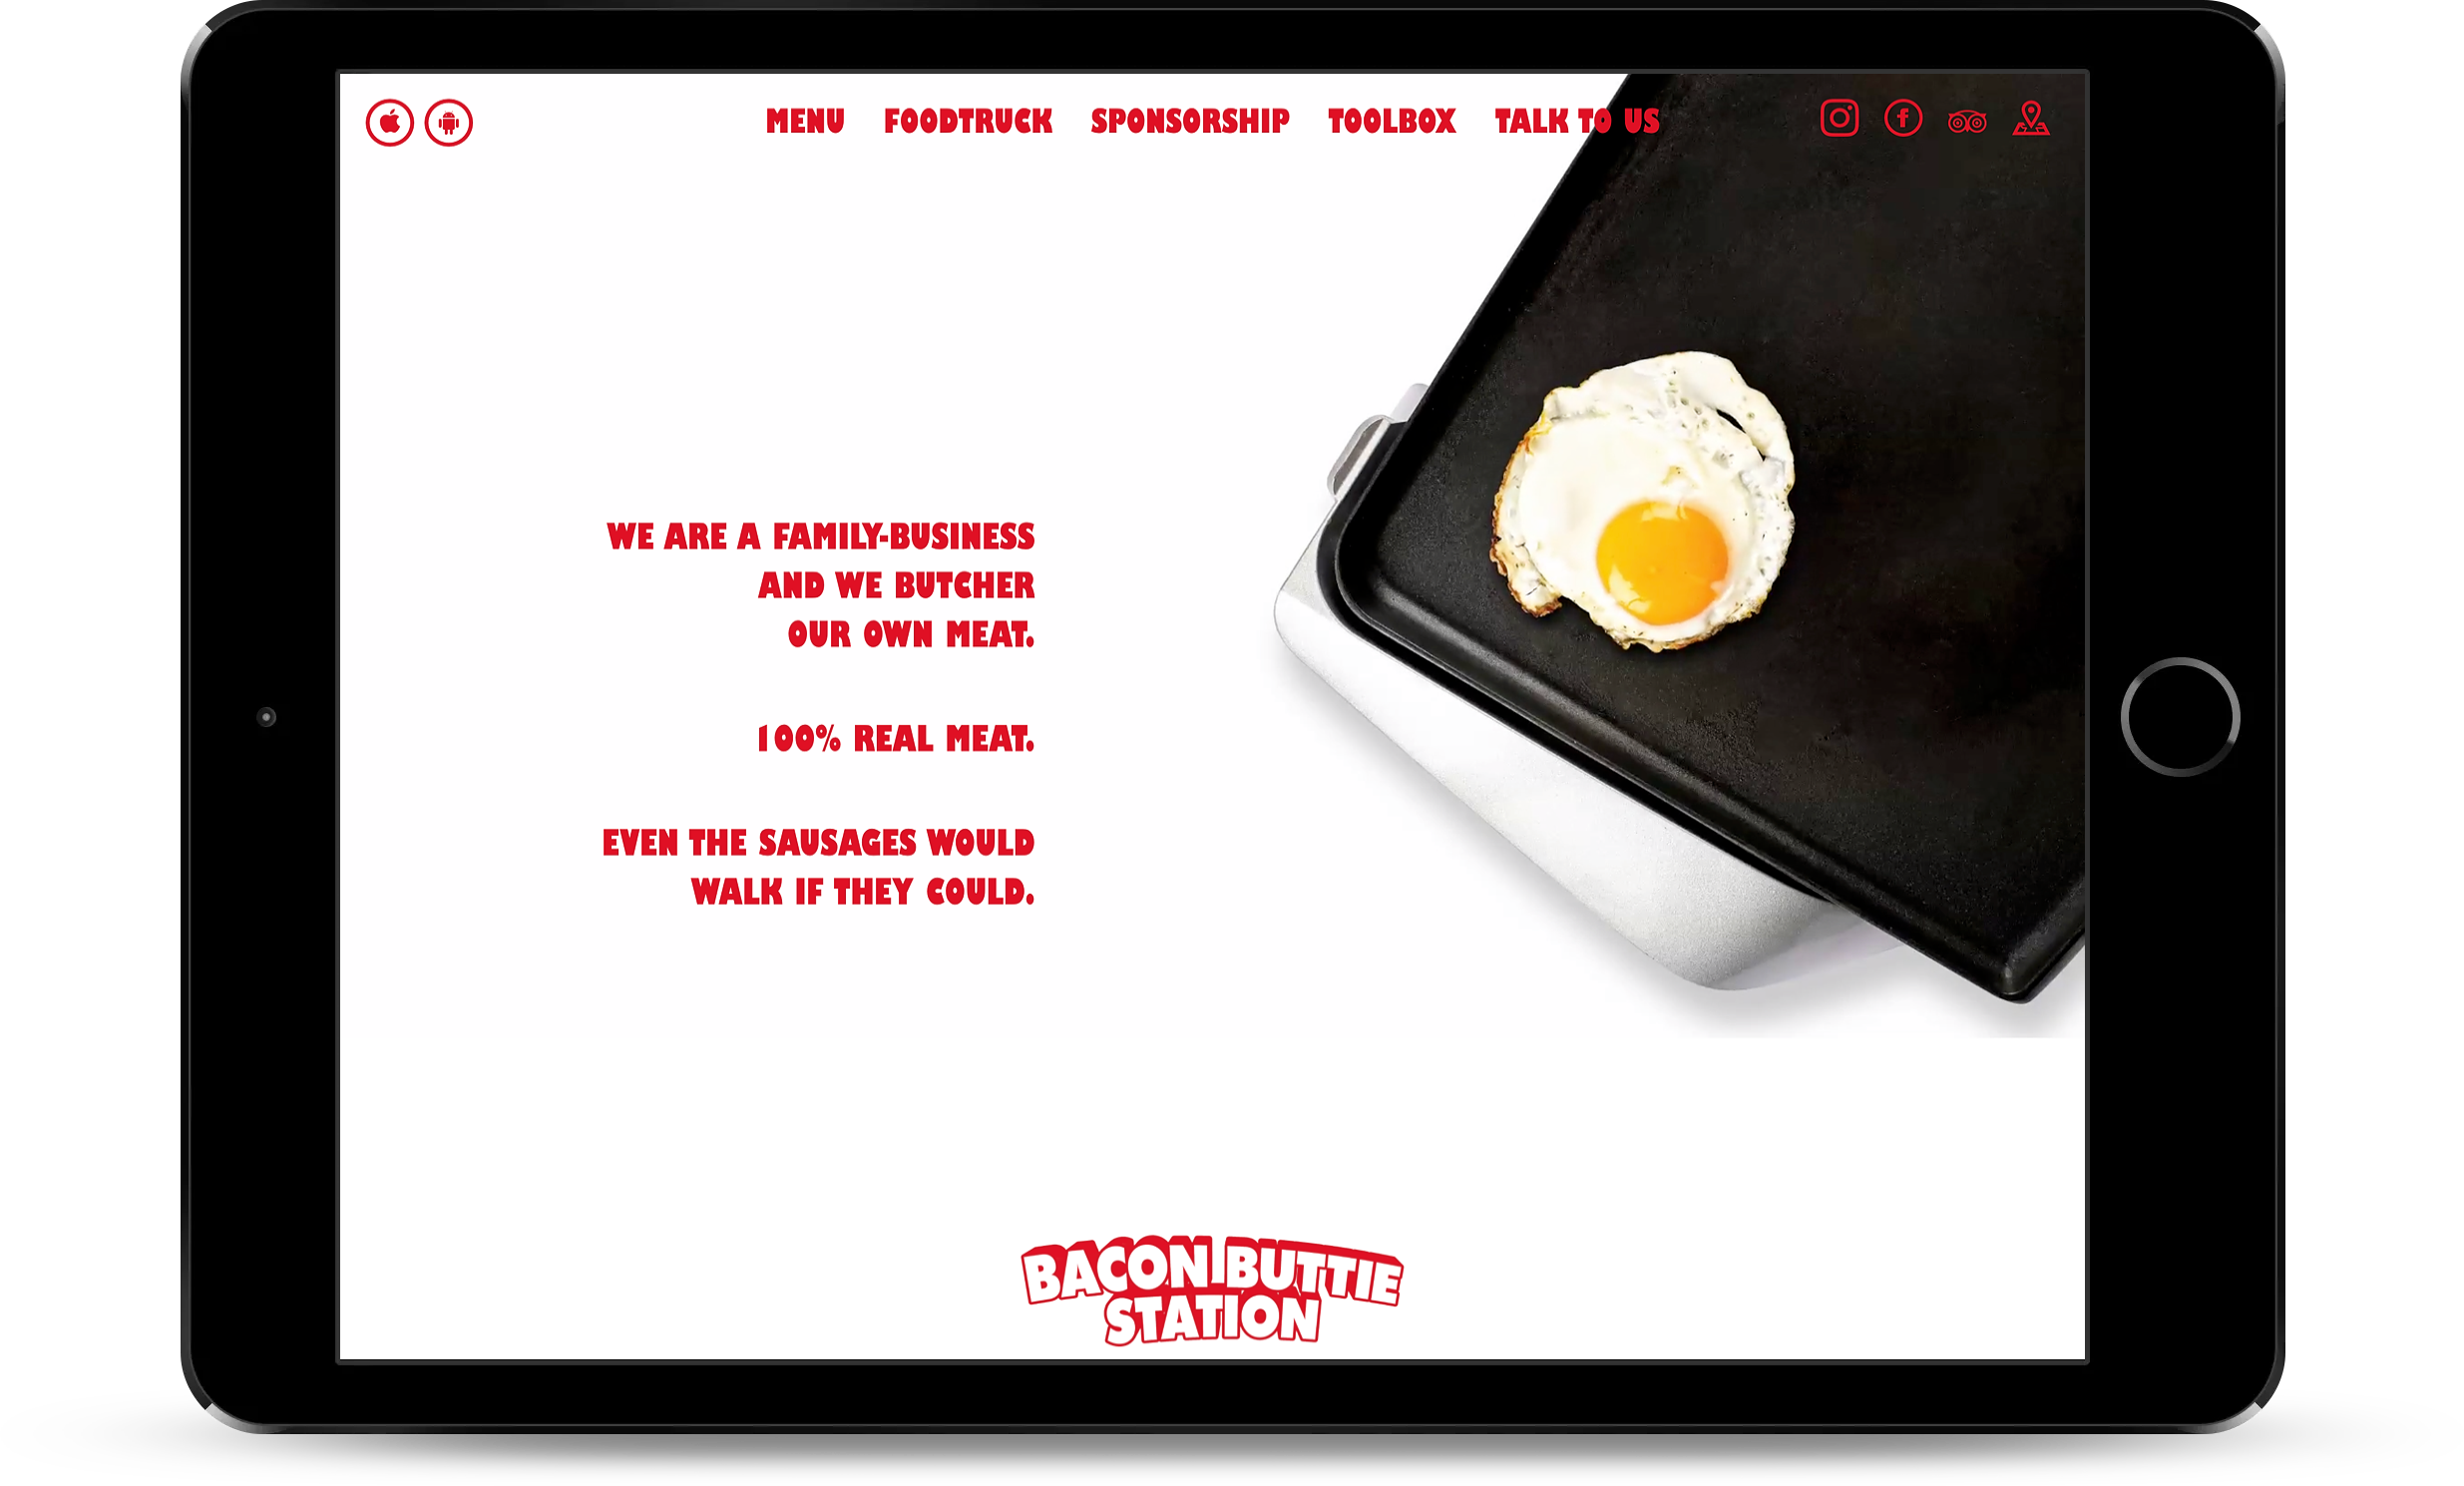 MENU FOODTRUCK SPONSORSHIP TOOLBOX TALK TO US
WE ARE A FAMILY-BUSINESS
AND WE BUTCHER
OUR OWN MEAT.
100% REAL MEAT.
EVEN THE SAUSAGES WOULD
WALK IF THEY COULD.
BACON BUTTIE
STATION